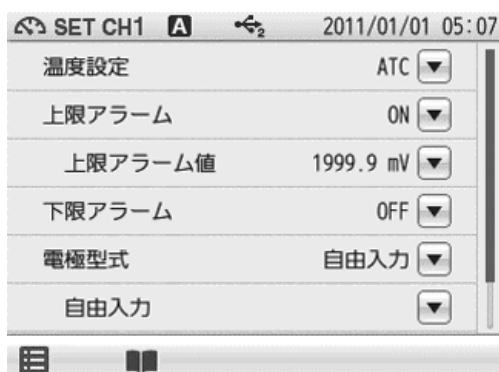 SET CH1 A 2 2011/01/01 05:07
温度設定 ATC
上限アラーム ON
上限アラーム値 1999.9 mV
下限アラーム OFF
電極型式 自由入力
自由入力